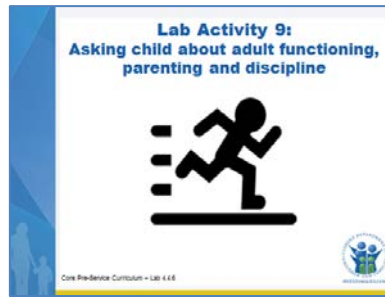 Lab Activity 9:
Asking child about adult functioning,
parenting and discipline
Core Pre-Service Curriculum – Lab 4.4.6